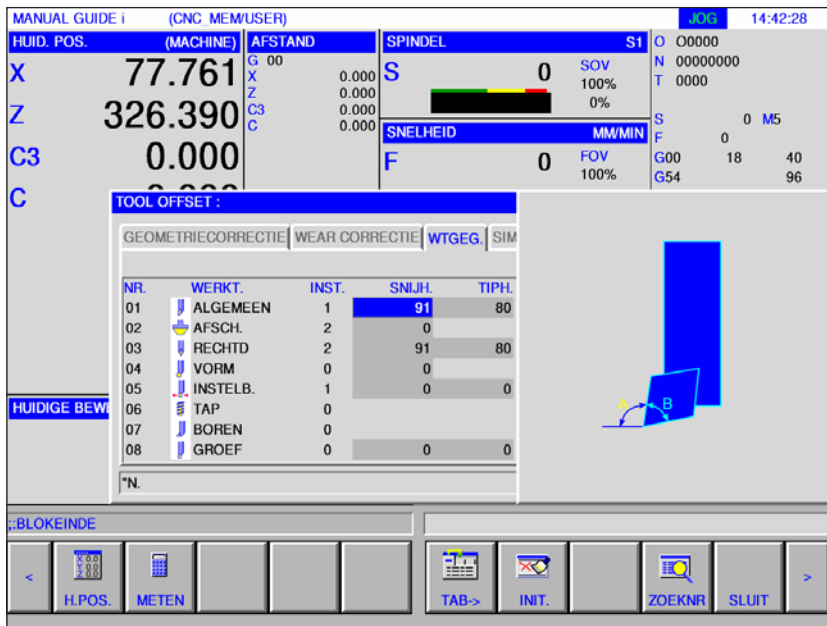 MANUAL GUIDE i (CNC_MEM/USER) JOG 14:42:28
HUID. POS. (MACHINE) AFSTAND SPINDEL S1 O O0000
N 00000000
T 0000
X 77.761
Z 326.390
C3 0.000
C
G 00
X 0.000
Z 0.000
C3 0.000
C 0.000
S 0 SOV
100%
0%
SNELHEID MM/MIN
F 0 FOV
100%
S 0 M5
F 0
G00 18 40
G54 96
TOOL OFFSET :
GEOMETRIECORRECTIE WEAR CORRECTIE WTGEG. SIM
NR. WERKT. INST. SNIJH. TIPH.
01 ALGEMEEN 1 91 80
02 AFSCH. 2 0
03 RECHTD 2 91 80
04 VORM 0 0
05 INSTELB. 1 0 0
06 TAP 0
07 BOREN 0
08 GROEF 0 0 0
"N.
A B
HUIDIGE BEWE
;:BLOKEINDE
< H.POS. METEN TAB-> INIT. ZOEKNR SLUIT >